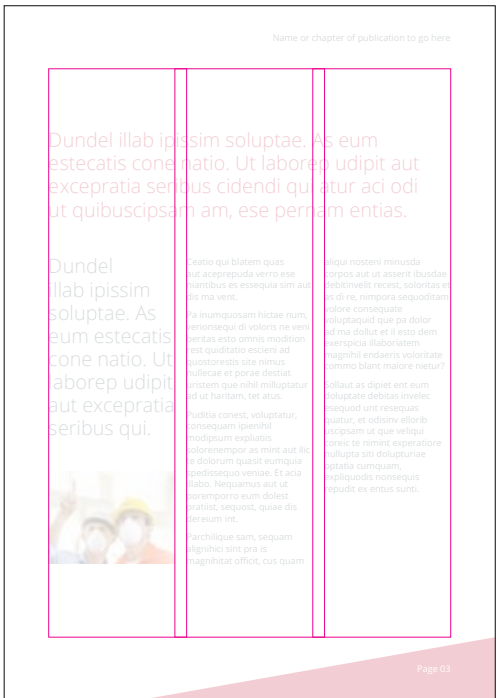 Name or chapter of publication to go here
Dundel illab ipissim soluptae. As eum
estecatis cone natio. Ut laborep udipit aut
excepratia seribus cidendi qui atur aci odi
ut quibuscipsam am, ese pernam entias.
Dundel
illab ipissim
soluptae. As
eum estecatis
cone natio. Ut
laborep udipit
aut excepratia
seribus qui.
Ceatio qui blatem quas
aut aceprepuda verro ese
niantibus es essequia sim aut
dis ma vent.
Pa inumquosam hictae num,
verionsequi di voloris ne veni
beritas esto omnis modition
rest quiditatio escieni ad
quostorestis site nimus
nullecae et porae destiat
uristem que nihil milluptatur
ad ut haritam, tet atus.
Puditia conest, voluptatur,
consequam ipienihil
modipsum expliatiis
solorenempor as mint aut ilic
te dolorum quasit eumquia
spedissequo veniae. Et acia
illabo. Nequamus aut ut
poremporro eum dolest
pratiist, sequost, quiae dis
dereium int.
Parchilique sam, sequam
alignihici sint pra is
magnihitat officit, cus quam
aliqui nosteni minusda
corpos aut ut asserit ibusdae
debitinvelit recest, soloritas et
as di re, nimpora sequoditam
volore consequate
voluptaquid que pa dolor
ad ma dollut et il esto dem
exerspicia illaboriatem
magnihil endaeris voloritate
commo blant maiore nietur?
Sollaut as dipiet ent eum
doluptate debitas invelec
esequod unt resequas
quatur, et odisinv ellorib
uscipsam ut que veliqui
coreic te nimint experatiore
nullupta siti dolupturiae
optatia cumquam,
expliquodis nonsequis
repudit ex entus sunti.
Page 03